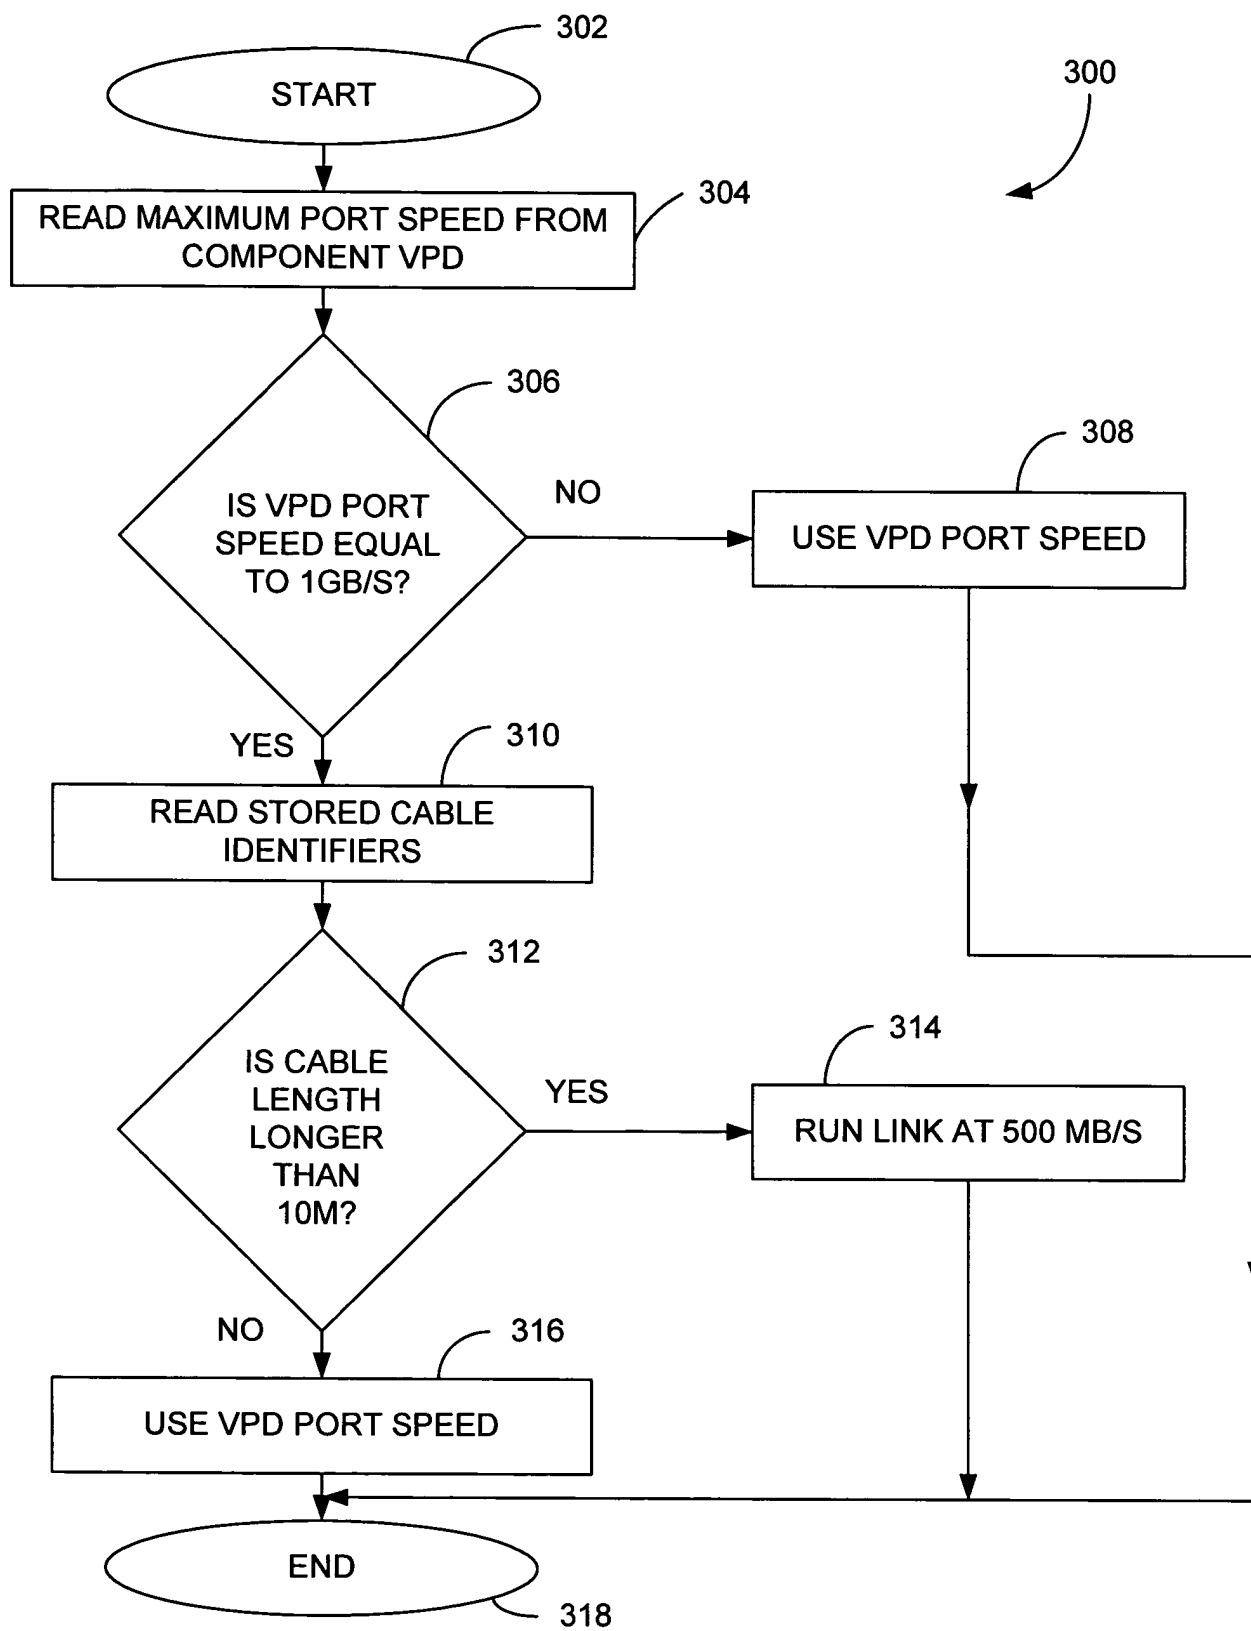 302
START
300
304
READ MAXIMUM PORT SPEED FROM
COMPONENT VPD
306
IS VPD PORT
SPEED EQUAL
TO 1GB/S?
NO
308
USE VPD PORT SPEED
YES
310
READ STORED CABLE
IDENTIFIERS
312
IS CABLE
LENGTH
LONGER
THAN
10M?
YES
314
RUN LINK AT 500 MB/S
NO
316
USE VPD PORT SPEED
END
318